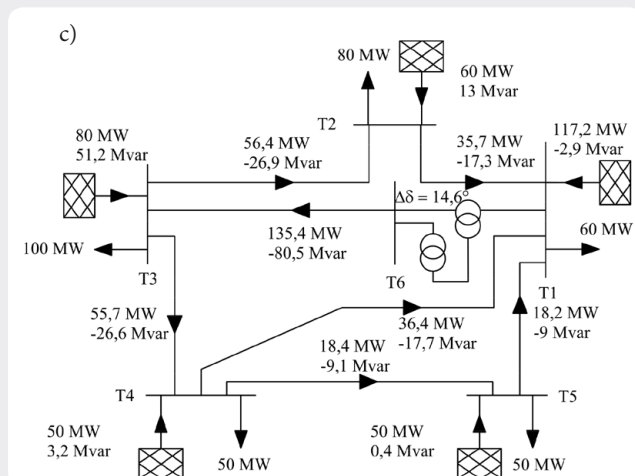 c)
80 MW
60 MW
13 Mvar
T2
80 MW
51,2 Mvar
56,4 MW
-26,9 Mvar
35,7 MW
-17,3 Mvar
117,2 MW
-2,9 Mvar
Δδ = 14,6°
100 MW
135,4 MW
-80,5 Mvar
60 MW
T3
T6
T1
55,7 MW
-26,6 Mvar
36,4 MW
-17,7 Mvar
18,2 MW
-9 Mvar
18,4 MW
-9,1 Mvar
T4
T5
50 MW
3,2 Mvar
50 MW
50 MW
0,4 Mvar
50 MW